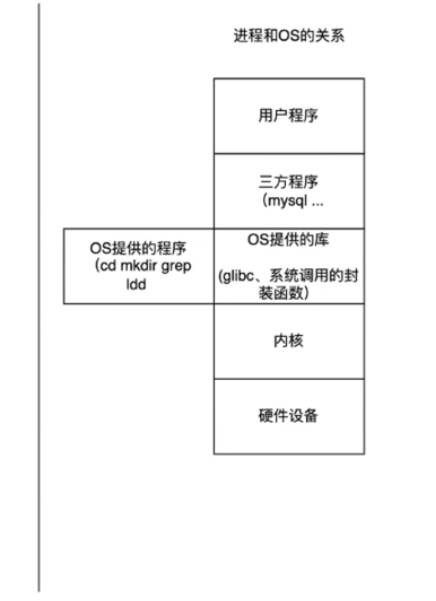 进程和OS的关系
用户程序
三方程序
（mysql ...
OS提供的程序
（cd mkdir grep
ldd
OS提供的库
(glibc、系统调用的封
装函数）
内核
硬件设备